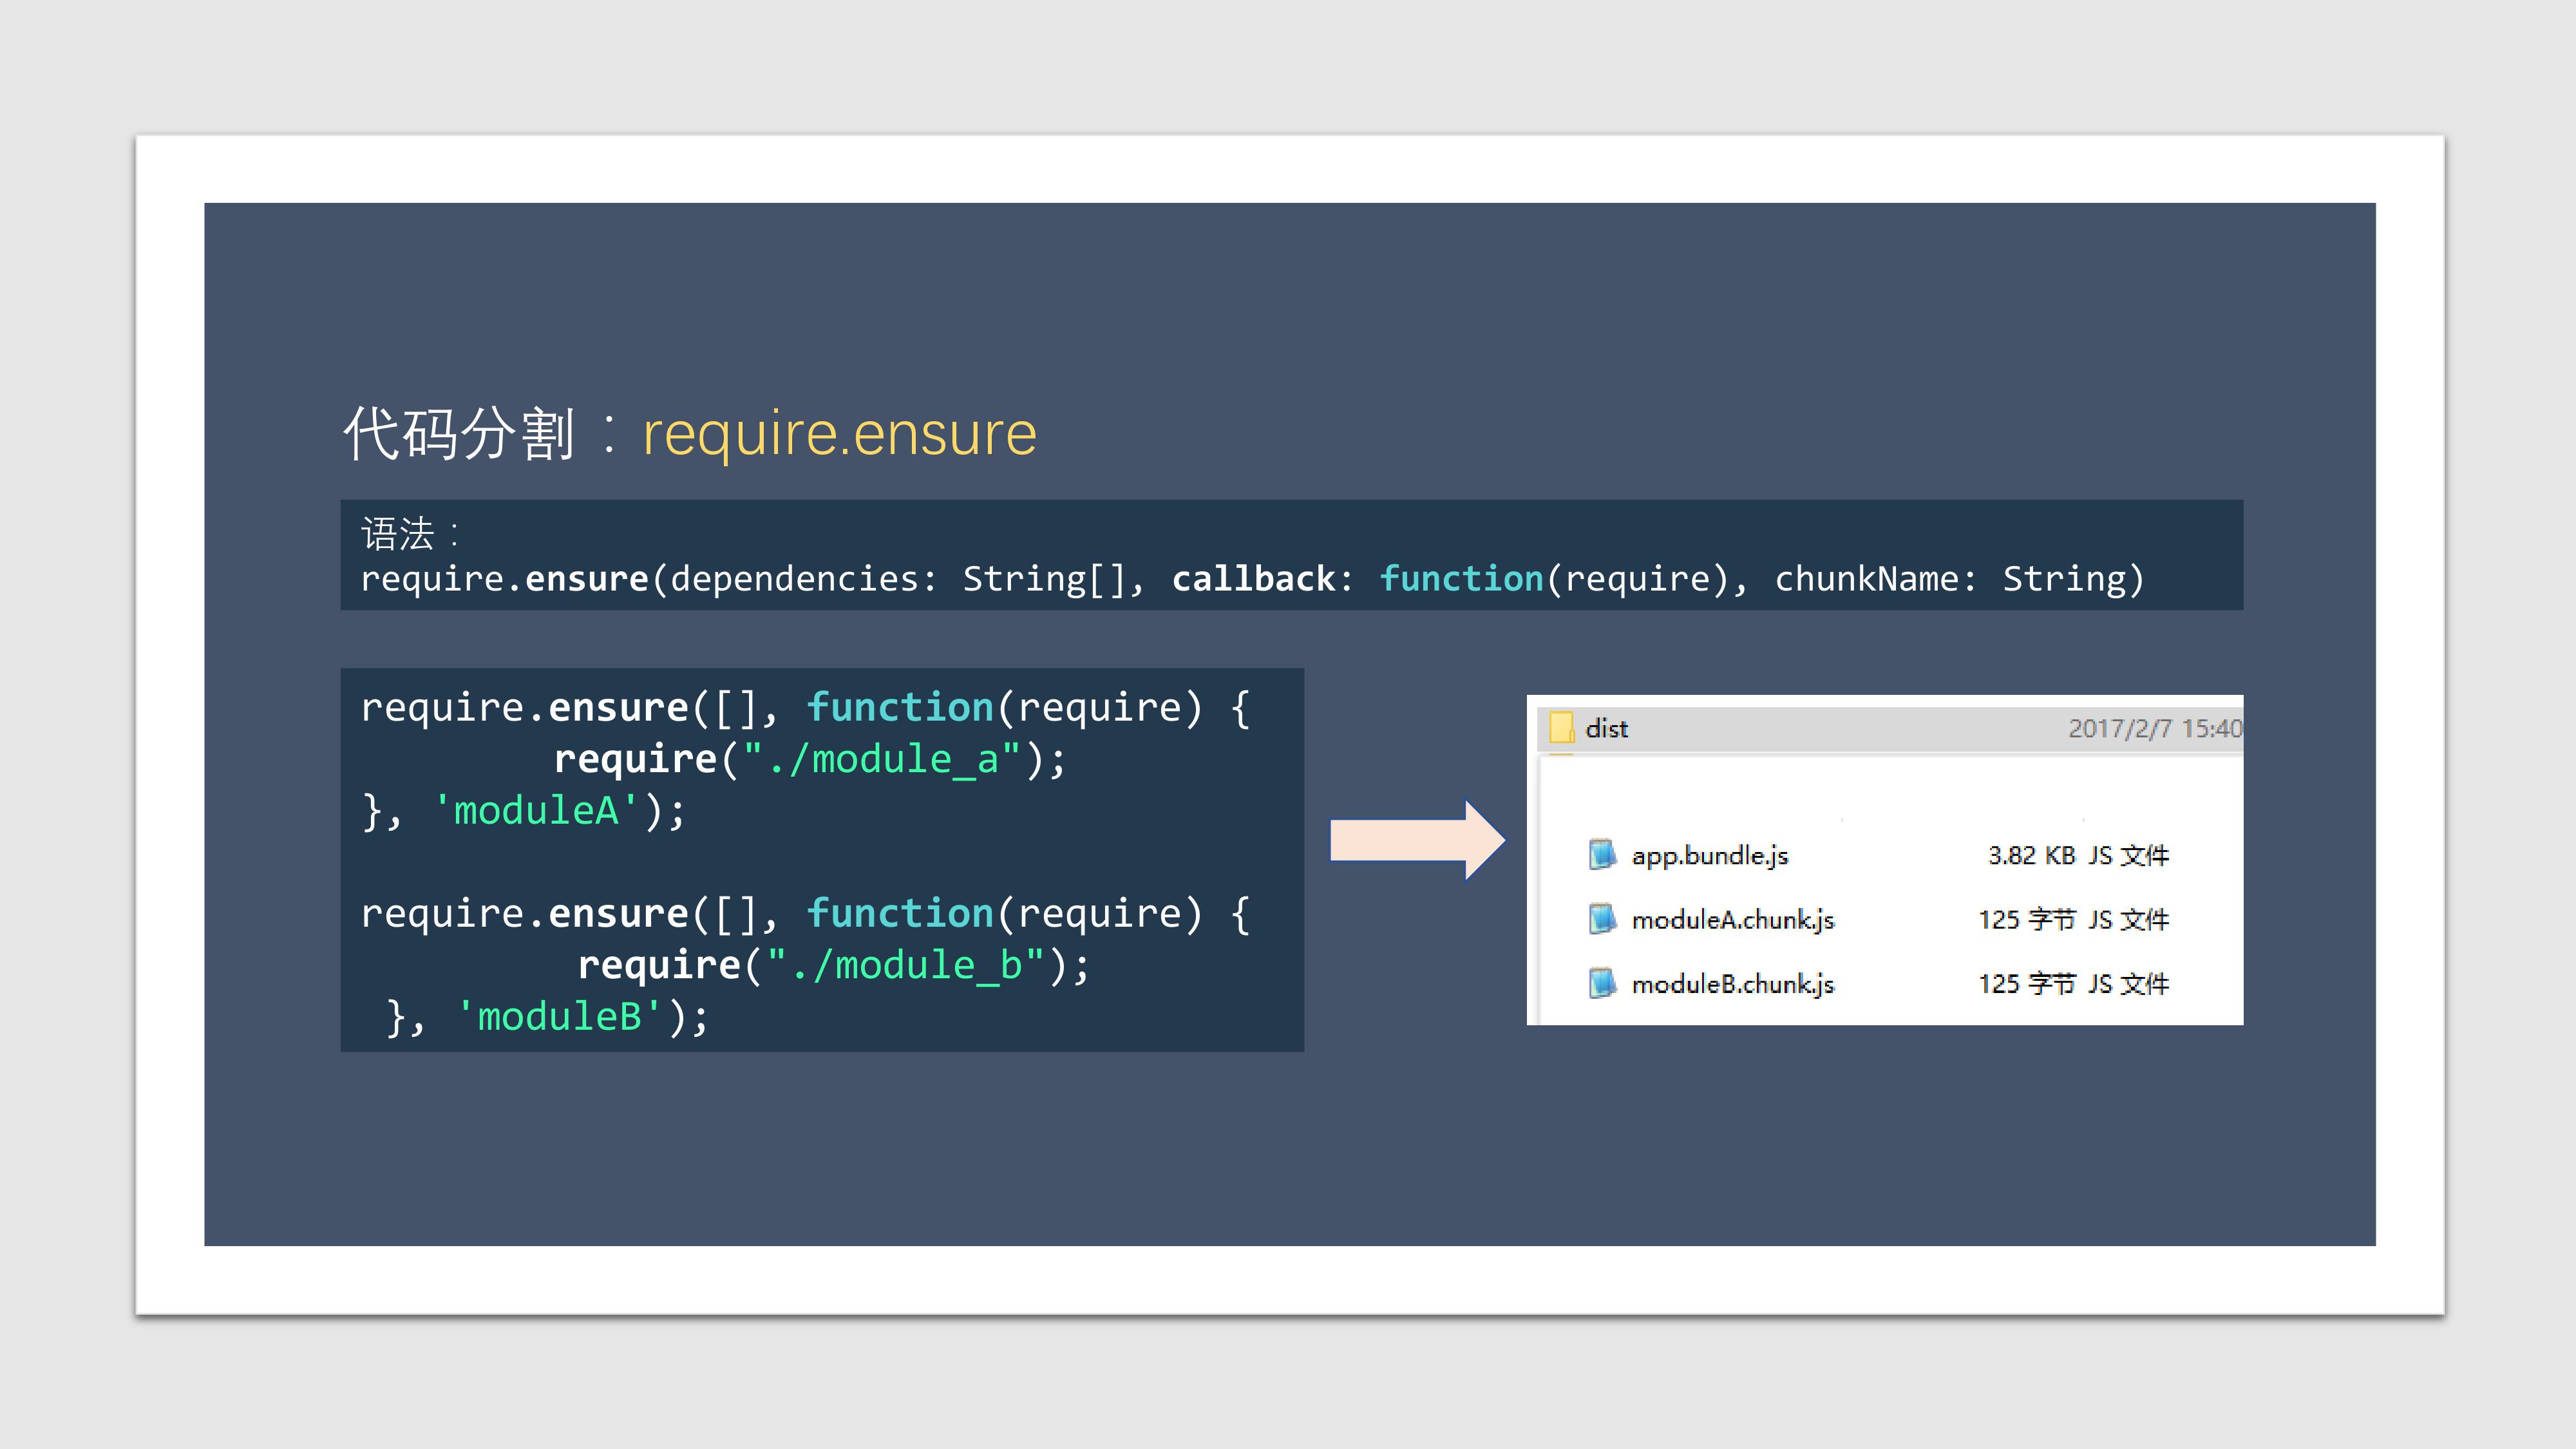 代码分割：require.ensure
语法：
require.ensure(dependencies: String[], callback: function(require), chunkName: String)
require.ensure([], function(require) {
require("./module_a");
}, 'moduleA');
require.ensure([], function(require) {
require("./module_b");
}, 'moduleB');
dist 2017/2/7 15:40
app.bundle.js 3.82 KB JS 文件
moduleA.chunk.js 125 字节 JS 文件
moduleB.chunk.js 125 字节 JS 文件